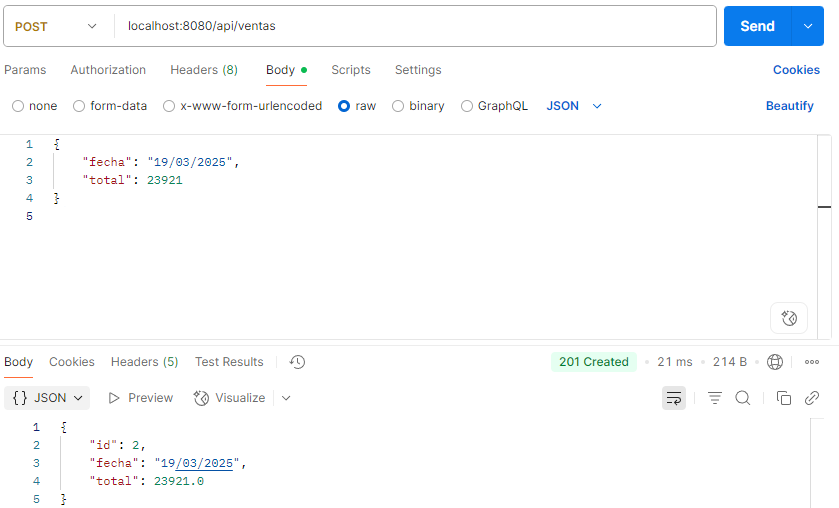 POST localhost:8080/api/ventas Send
Params Authorization Headers (8) Body Scripts Settings Cookies
none form-data x-www-form-urlencoded raw binary GraphQL JSON Beautify
1 {
2 "fecha": "19/03/2025",
3 "total": 23921
4 }
5
Body Cookies Headers (5) Test Results 201 Created 21 ms 214 B
{} JSON Preview Visualize
1 {
2 "id": 2,
3 "fecha": "19/03/2025",
4 "total": 23921.0
5 }